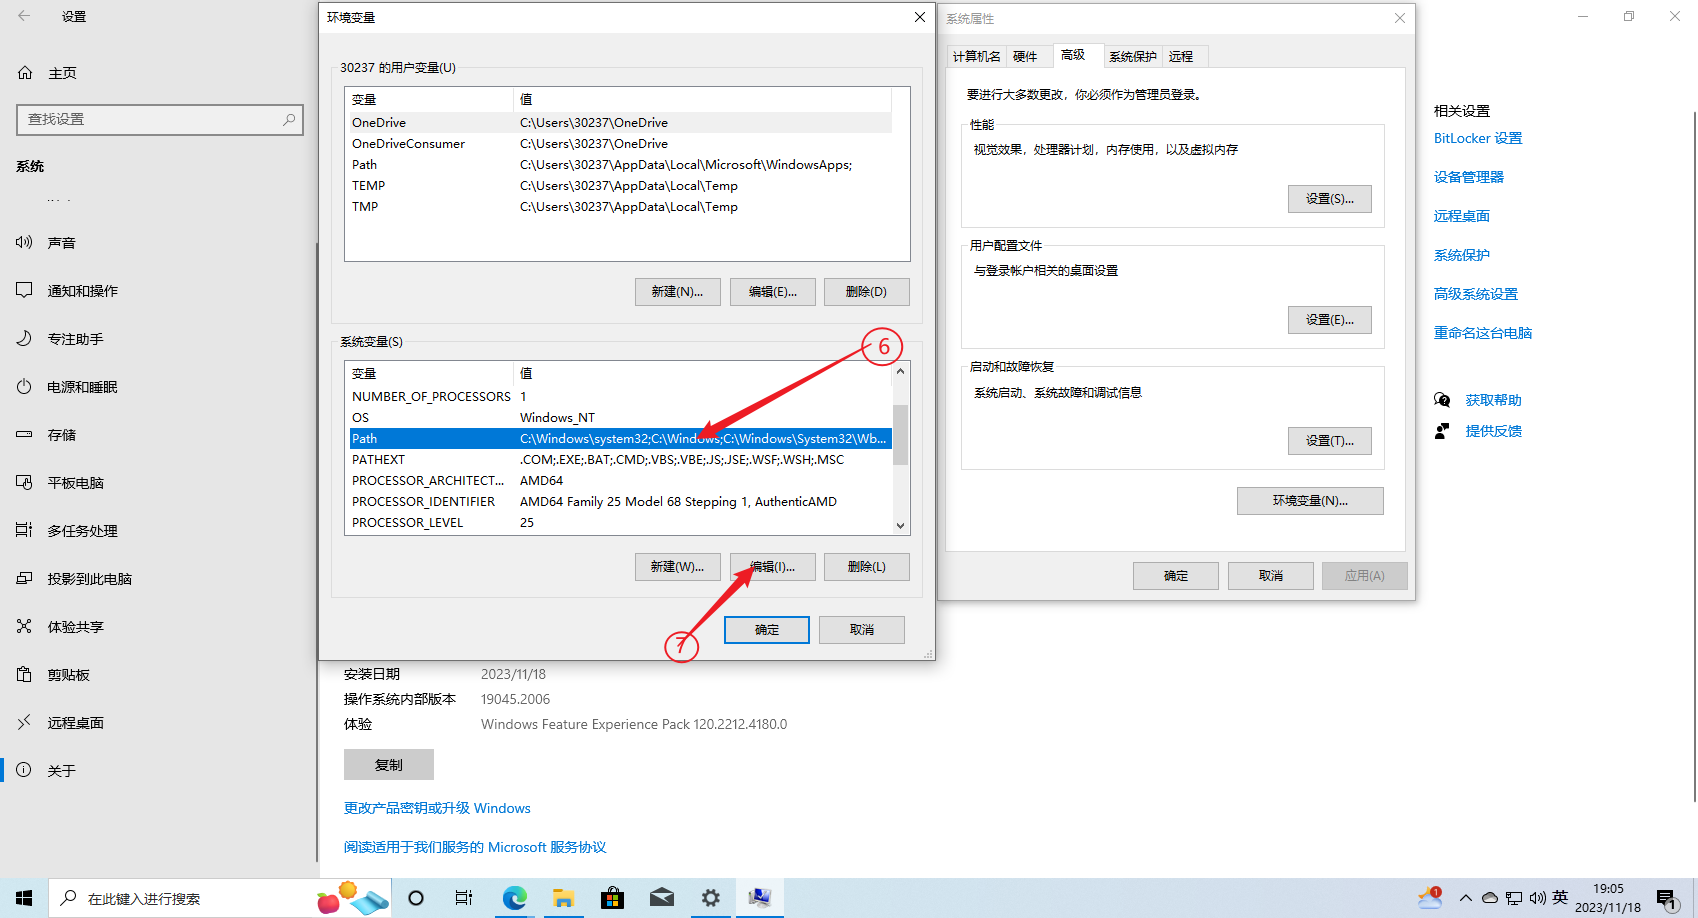 设置
主页
查找设置
系统
声音
通知和操作
专注助手
电源和睡眠
存储
平板电脑
多任务处理
投影到此电脑
体验共享
剪贴板
远程桌面
关于
环境变量
30237 的用户变量(U)
变量 值
OneDrive C:\Users\30237\OneDrive
OneDriveConsumer C:\Users\30237\OneDrive
Path C:\Users\30237\AppData\Local\Microsoft\WindowsApps;
TEMP C:\Users\30237\AppData\Local\Temp
TMP C:\Users\30237\AppData\Local\Temp
新建(N)... 编辑(E)... 删除(D)
系统变量(S)
6
变量 值
NUMBER_OF_PROCESSORS 1
OS Windows_NT
Path C:\Windows\system32;C:\Windows;C:\Windows\System32\Wb...
PATHEXT .COM;.EXE;.BAT;.CMD;.VBS;.VBE;.JS;.JSE;.WSF;.WSH;.MSC
PROCESSOR_ARCHITECT... AMD64
PROCESSOR_IDENTIFIER AMD64 Family 25 Model 68 Stepping 1, AuthenticAMD
PROCESSOR_LEVEL 25
新建(W)... 编辑(I)... 删除(L)
7
确定 取消
安装日期 2023/11/18
操作系统内部版本 19045.2006
体验 Windows Feature Experience Pack 120.2212.4180.0
复制
更改产品密钥或升级 Windows
阅读适用于我们服务的 Microsoft 服务协议
系统属性
计算机名 硬件 高级 系统保护 远程
要进行大多数更改，你必须作为管理员登录。
性能
视觉效果，处理器计划，内存使用，以及虚拟内存
设置(S)...
用户配置文件
与登录帐户相关的桌面设置
设置(E)...
启动和故障恢复
系统启动、系统故障和调试信息
设置(T)...
环境变量(N)...
确定 取消 应用(A)
相关设置
BitLocker 设置
设备管理器
远程桌面
系统保护
高级系统设置
重命名这台电脑
获取帮助
提供反馈
在此键入进行搜索
1
英
19:05
2023/11/18
1